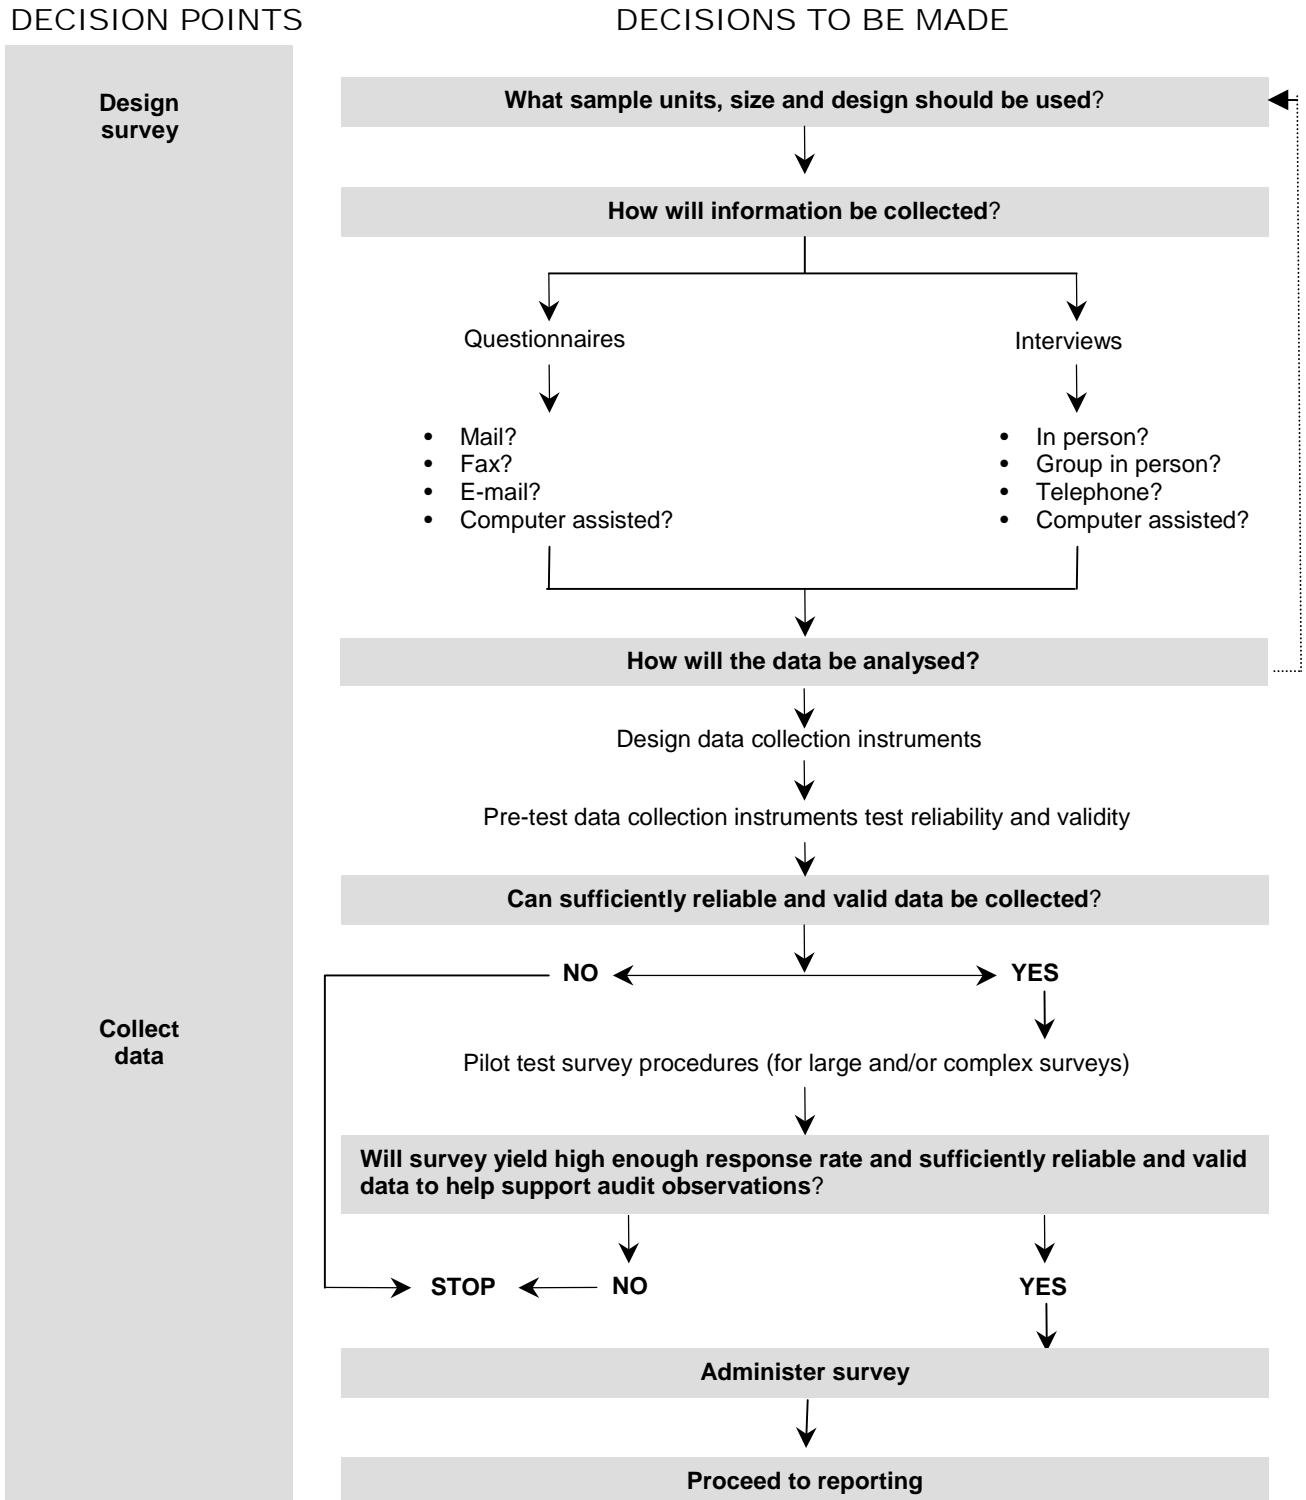 DECISION POINTS
DECISIONS TO BE MADE
Design
survey
What sample units, size and design should be used?
How will information be collected?
Questionnaires
Interviews
• Mail?
• Fax?
• E-mail?
• Computer assisted?
• In person?
• Group in person?
• Telephone?
• Computer assisted?
How will the data be analysed?
Design data collection instruments
Pre-test data collection instruments test reliability and validity
Can sufficiently reliable and valid data be collected?
NO
YES
Collect
data
Pilot test survey procedures (for large and/or complex surveys)
Will survey yield high enough response rate and sufficiently reliable and valid
data to help support audit observations?
STOP
NO
YES
Administer survey
Proceed to reporting